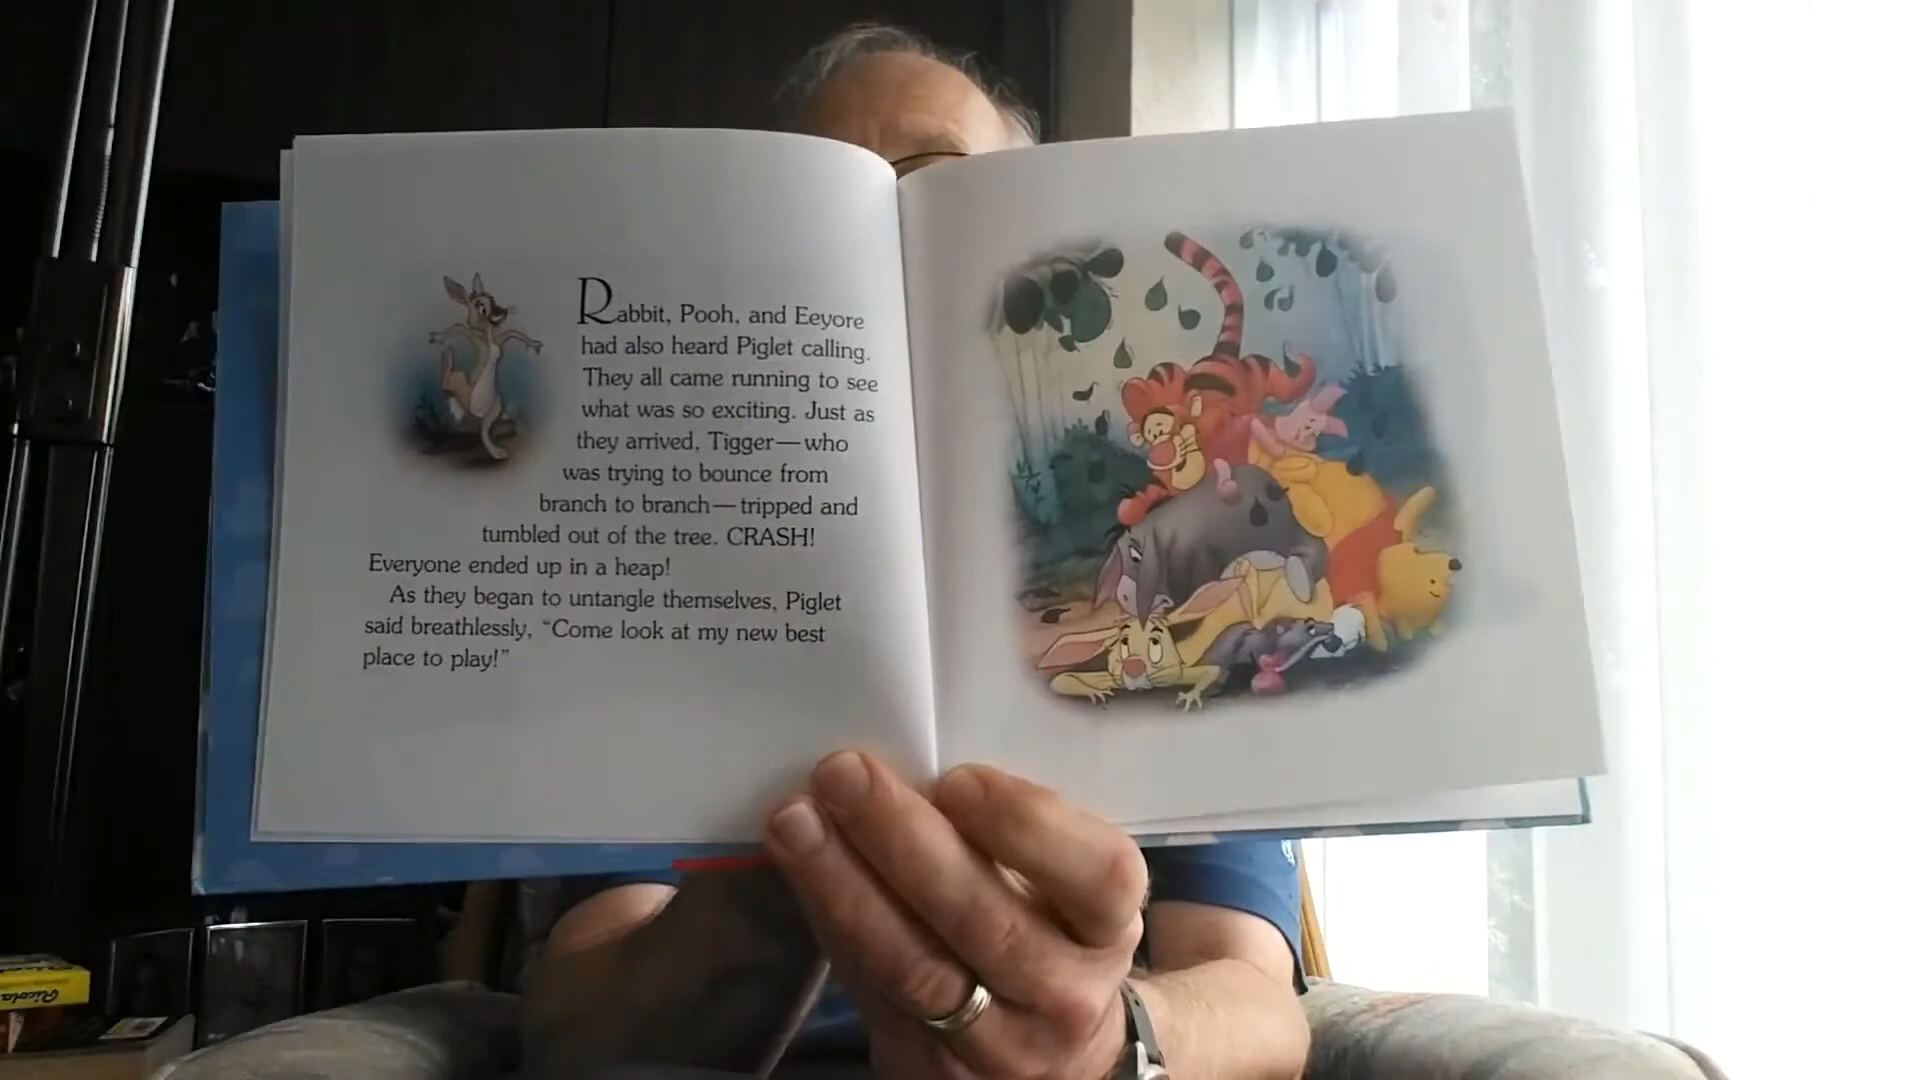 Rabbit, Pooh, and Eeyore
had also heard Piglet calling.
They all came running to see
what was so exciting. Just as
they arrived, Tigger—who
was trying to bounce from
branch to branch—tripped and
tumbled out of the tree. CRASH!
Everyone ended up in a heap!
As they began to untangle themselves, Piglet
said breathlessly, “Come look at my new best
place to play!”
Ricola